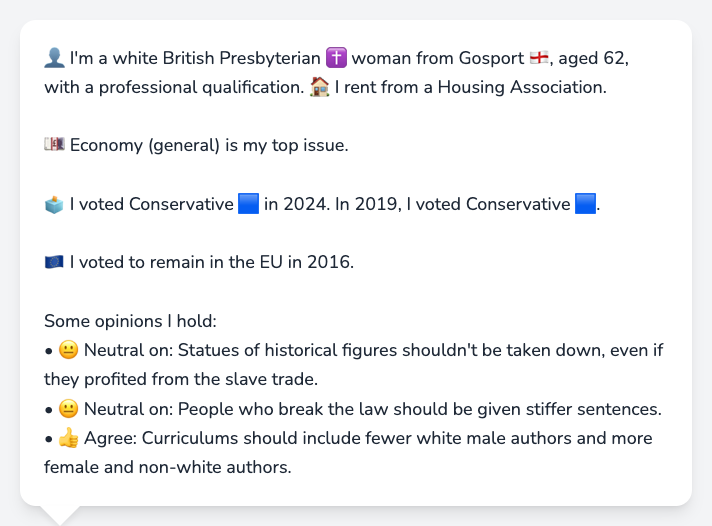 👤 I'm a white British Presbyterian ✝️ woman from Gosport 🏴󠁧󠁢󠁥󠁮󠁧󠁿, aged 62,
with a professional qualification. 🏠 I rent from a Housing Association.
💷 Economy (general) is my top issue.
🗳️ I voted Conservative 🟦 in 2024. In 2019, I voted Conservative 🟦.
🇪🇺 I voted to remain in the EU in 2016.
Some opinions I hold:
• 😐 Neutral on: Statues of historical figures shouldn't be taken down, even if
they profited from the slave trade.
• 😐 Neutral on: People who break the law should be given stiffer sentences.
• 👍 Agree: Curriculums should include fewer white male authors and more
female and non-white authors.